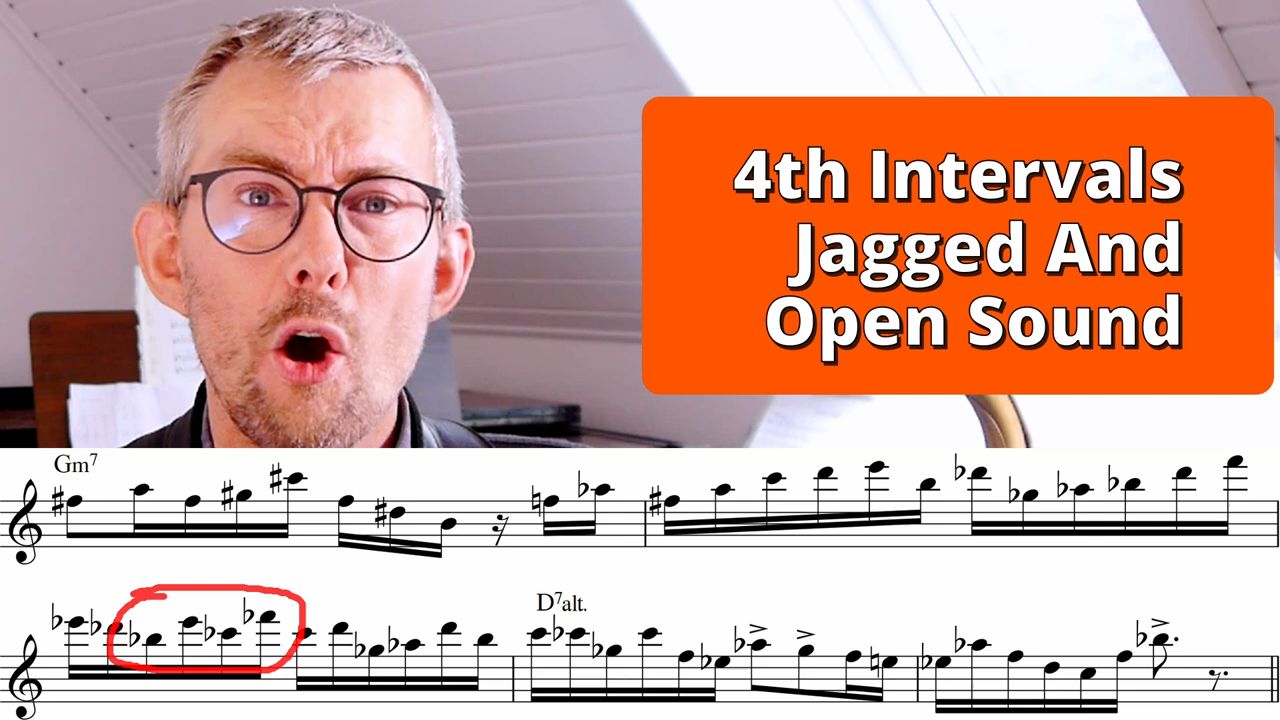 4th Intervals
Jagged And
Open Sound
Gm7
D7alt.